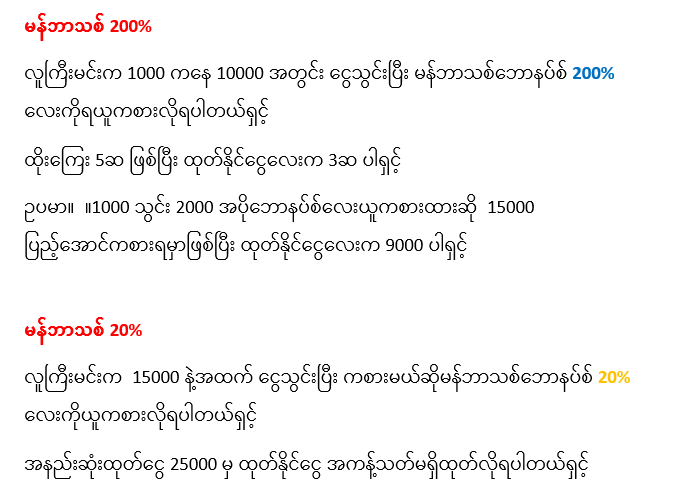 မန်ဘာသစ် 200%
လူကြီးမင်းက 1000 ကနေ 10000 အတွင်း ငွေသွင်းပြီး မန်ဘာသစ်ဘောနပ်စ် 200%
လေးကိုရယူကစားလို့ရပါတယ်ရှင့်
ထိုးကြေး 5ဆ ဖြစ်ပြီး ထုတ်နိုင်ငွေလေးက 3ဆ ပါရှင့်
ဥပမာ။ ။1000 သွင်း 2000 အပိုဘောနပ်စ်လေးယူကစားထားဆို 15000
ပြည့်အောင်ကစားရမှာဖြစ်ပြီး ထုတ်နိုင်ငွေလေးက 9000 ပါရှင့်
မန်ဘာသစ် 20%
လူကြီးမင်းက 15000 နဲ့အထက် ငွေသွင်းပြီး ကစားမယ်ဆိုမန်ဘာသစ်ဘောနပ်စ် 20%
လေးကိုယူကစားလို့ရပါတယ်ရှင့်
အနည်းဆုံးထုတ်ငွေ 25000 မှ ထုတ်နိုင်ငွေ အကန့်သတ်မရှိထုတ်လို့ရပါတယ်ရှင့်